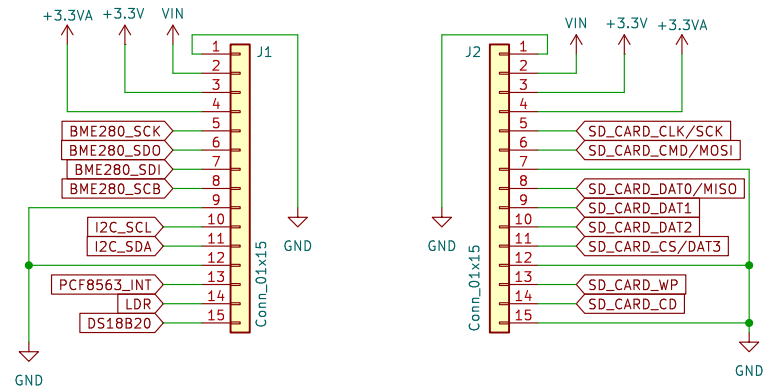 +3.3VA
+3.3V
VIN
J1
1
2
3
4
BME280_SCK
5
BME280_SDO
6
BME280_SDI
7
BME280_SCB
8
9
I2C_SCL
10
I2C_SDA
11
12
PCF8563_INT
13
LDR
14
DS18B20
15
Conn_01x15
GND
GND
VIN
+3.3V
+3.3VA
J2
1
2
3
4
5
SD_CARD_CLK/SCK
6
SD_CARD_CMD/MOSI
7
8
SD_CARD_DAT0/MISO
9
SD_CARD_DAT1
10
SD_CARD_DAT2
11
SD_CARD_CS/DAT3
12
13
SD_CARD_WP
14
SD_CARD_CD
15
Conn_01x15
GND
GND